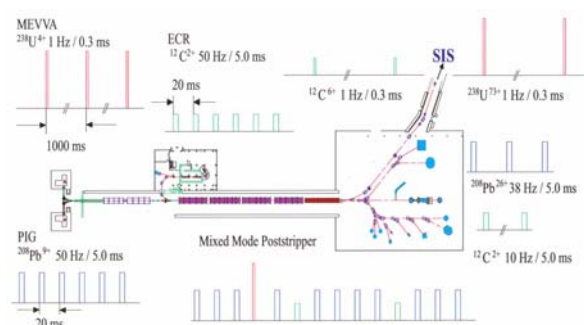 MEVVA
²³⁸U⁴⁺ 1 Hz / 0.3 ms
1000 ms
ECR
¹²C²⁺ 50 Hz / 5.0 ms
20 ms
SIS
¹²C⁶⁺ 1 Hz / 0.3 ms
²³⁸U⁷³⁺ 1 Hz / 0.3 ms
²⁰⁸Pb²⁶⁺ 38 Hz / 5.0 ms
¹²C²⁺ 10 Hz / 5.0 ms
PIG
²⁰⁸Pb⁹⁺ 50 Hz / 5.0 ms
20 ms
Mixed Mode Poststripper